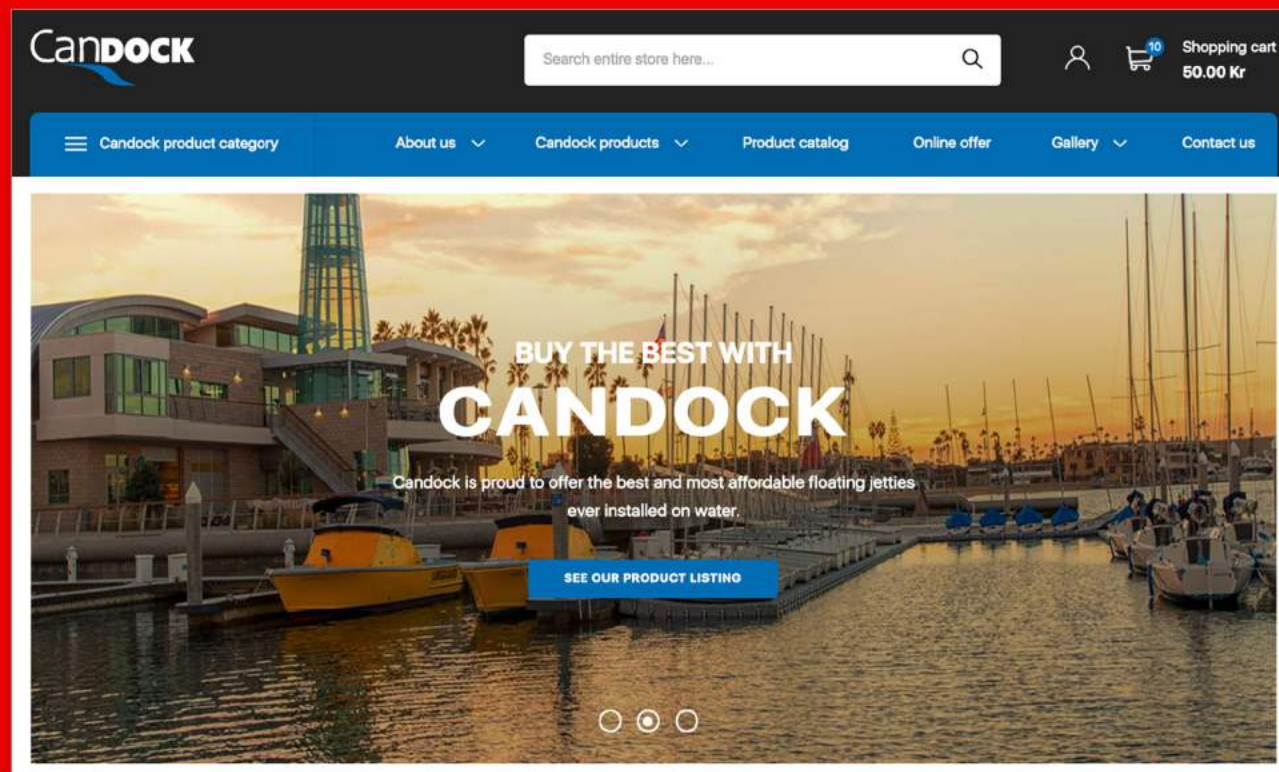 CanDOCK
Search entire store here...
10
Shopping cart
50.00 Kr
Candock product category
About us
Candock products
Product catalog
Online offer
Gallery
Contact us
BUY THE BEST WITH
CANDOCK
Candock is proud to offer the best and most affordable floating jetties
ever installed on water.
SEE OUR PRODUCT LISTING